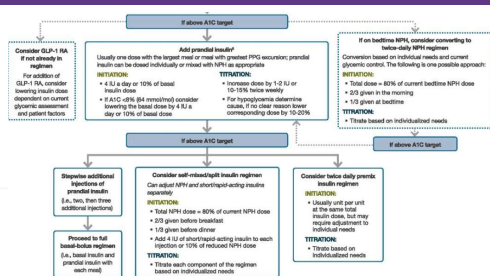 If above A1C target
Consider GLP-1 RA
if not already in
regimen
For addition of
GLP-1 RA, consider
lowering insulin dose
dependent on current
glycemic assessment
and patient factors
Add prandial insulin
Usually one dose with the largest meal or meal with greatest PPG excursion; prandial
insulin can be dosed individually or mixed with NPH as appropriate
INITIATION:
• 4 IU a day or 10% of basal
insulin dose
• If A1C <8% (64 mmol/mol) consider
lowering the basal dose by 4 IU a
day or 10% of basal dose
TITRATION:
• Increase dose by 1-2 IU or
10-15% twice weekly
• For hypoglycemia determine
cause, if no clear reason lower
corresponding dose by 10-20%
If on bedtime NPH, consider converting to
twice-daily NPH regimen
Conversion based on individual needs and current
glycemic control. The following is one possible approach:
INITIATION:
• Total dose = 80% of current bedtime NPH dose
• 2/3 given in the morning
• 1/3 given at bedtime
TITRATION:
• Titrate based on individualized needs
If above A1C target
If above A1C target
Stepwise additional
injections of
prandial insulin
(i.e., two, then three
additional injections)
Proceed to full
basal-bolus regimen
(i.e., basal insulin and
prandial insulin with
each meal)
Consider self-mixed/split insulin regimen
Can adjust NPH and short/rapid-acting insulins
separately
INITIATION:
• Total NPH dose = 80% of current NPH dose
• 2/3 given before breakfast
• 1/3 given before dinner
• Add 4 IU of short/rapid-acting insulin to each
injection or 10% of reduced NPH dose
TITRATION:
• Titrate each component of the regimen
based on individualized needs
Consider twice daily premix
insulin regimen
INITIATION:
• Usually unit per unit
at the same total
insulin dose, but may
require adjustment to
individual needs
TITRATION:
• Titrate based on
individualized needs